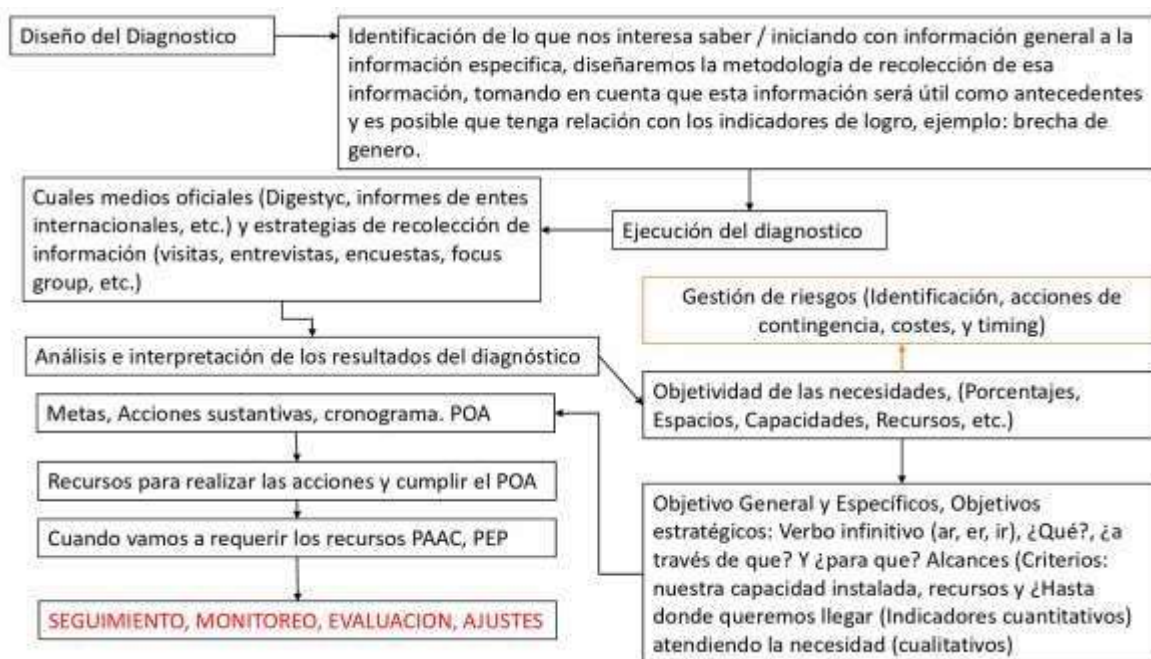 Diseño del Diagnostico
Identificación de lo que nos interesa saber / iniciando con información general a la
información especifica, diseñaremos la metodología de recolección de esa
información, tomando en cuenta que esta información será útil como antecedentes
y es posible que tenga relación con los indicadores de logro, ejemplo: brecha de
genero.
Ejecución del diagnostico
Cuales medios oficiales (Digestyc, informes de entes
internacionales, etc.) y estrategias de recolección de
información (visitas, entrevistas, encuestas, focus
group, etc.)
Análisis e interpretación de los resultados del diagnóstico
Objetividad de las necesidades, (Porcentajes,
Espacios, Capacidades, Recursos, etc.)
Gestión de riesgos (Identificación, acciones de
contingencia, costes, y timing)
Objetivo General y Específicos, Objetivos
estratégicos: Verbo infinitivo (ar, er, ir), ¿Qué?, ¿a
través de que? Y ¿para que? Alcances (Criterios:
nuestra capacidad instalada, recursos y ¿Hasta
donde queremos llegar (Indicadores cuantitativos)
atendiendo la necesidad (cualitativos)
Metas, Acciones sustantivas, cronograma. POA
Recursos para realizar las acciones y cumplir el POA
Cuando vamos a requerir los recursos PAAC, PEP
SEGUIMIENTO, MONITOREO, EVALUACION, AJUSTES